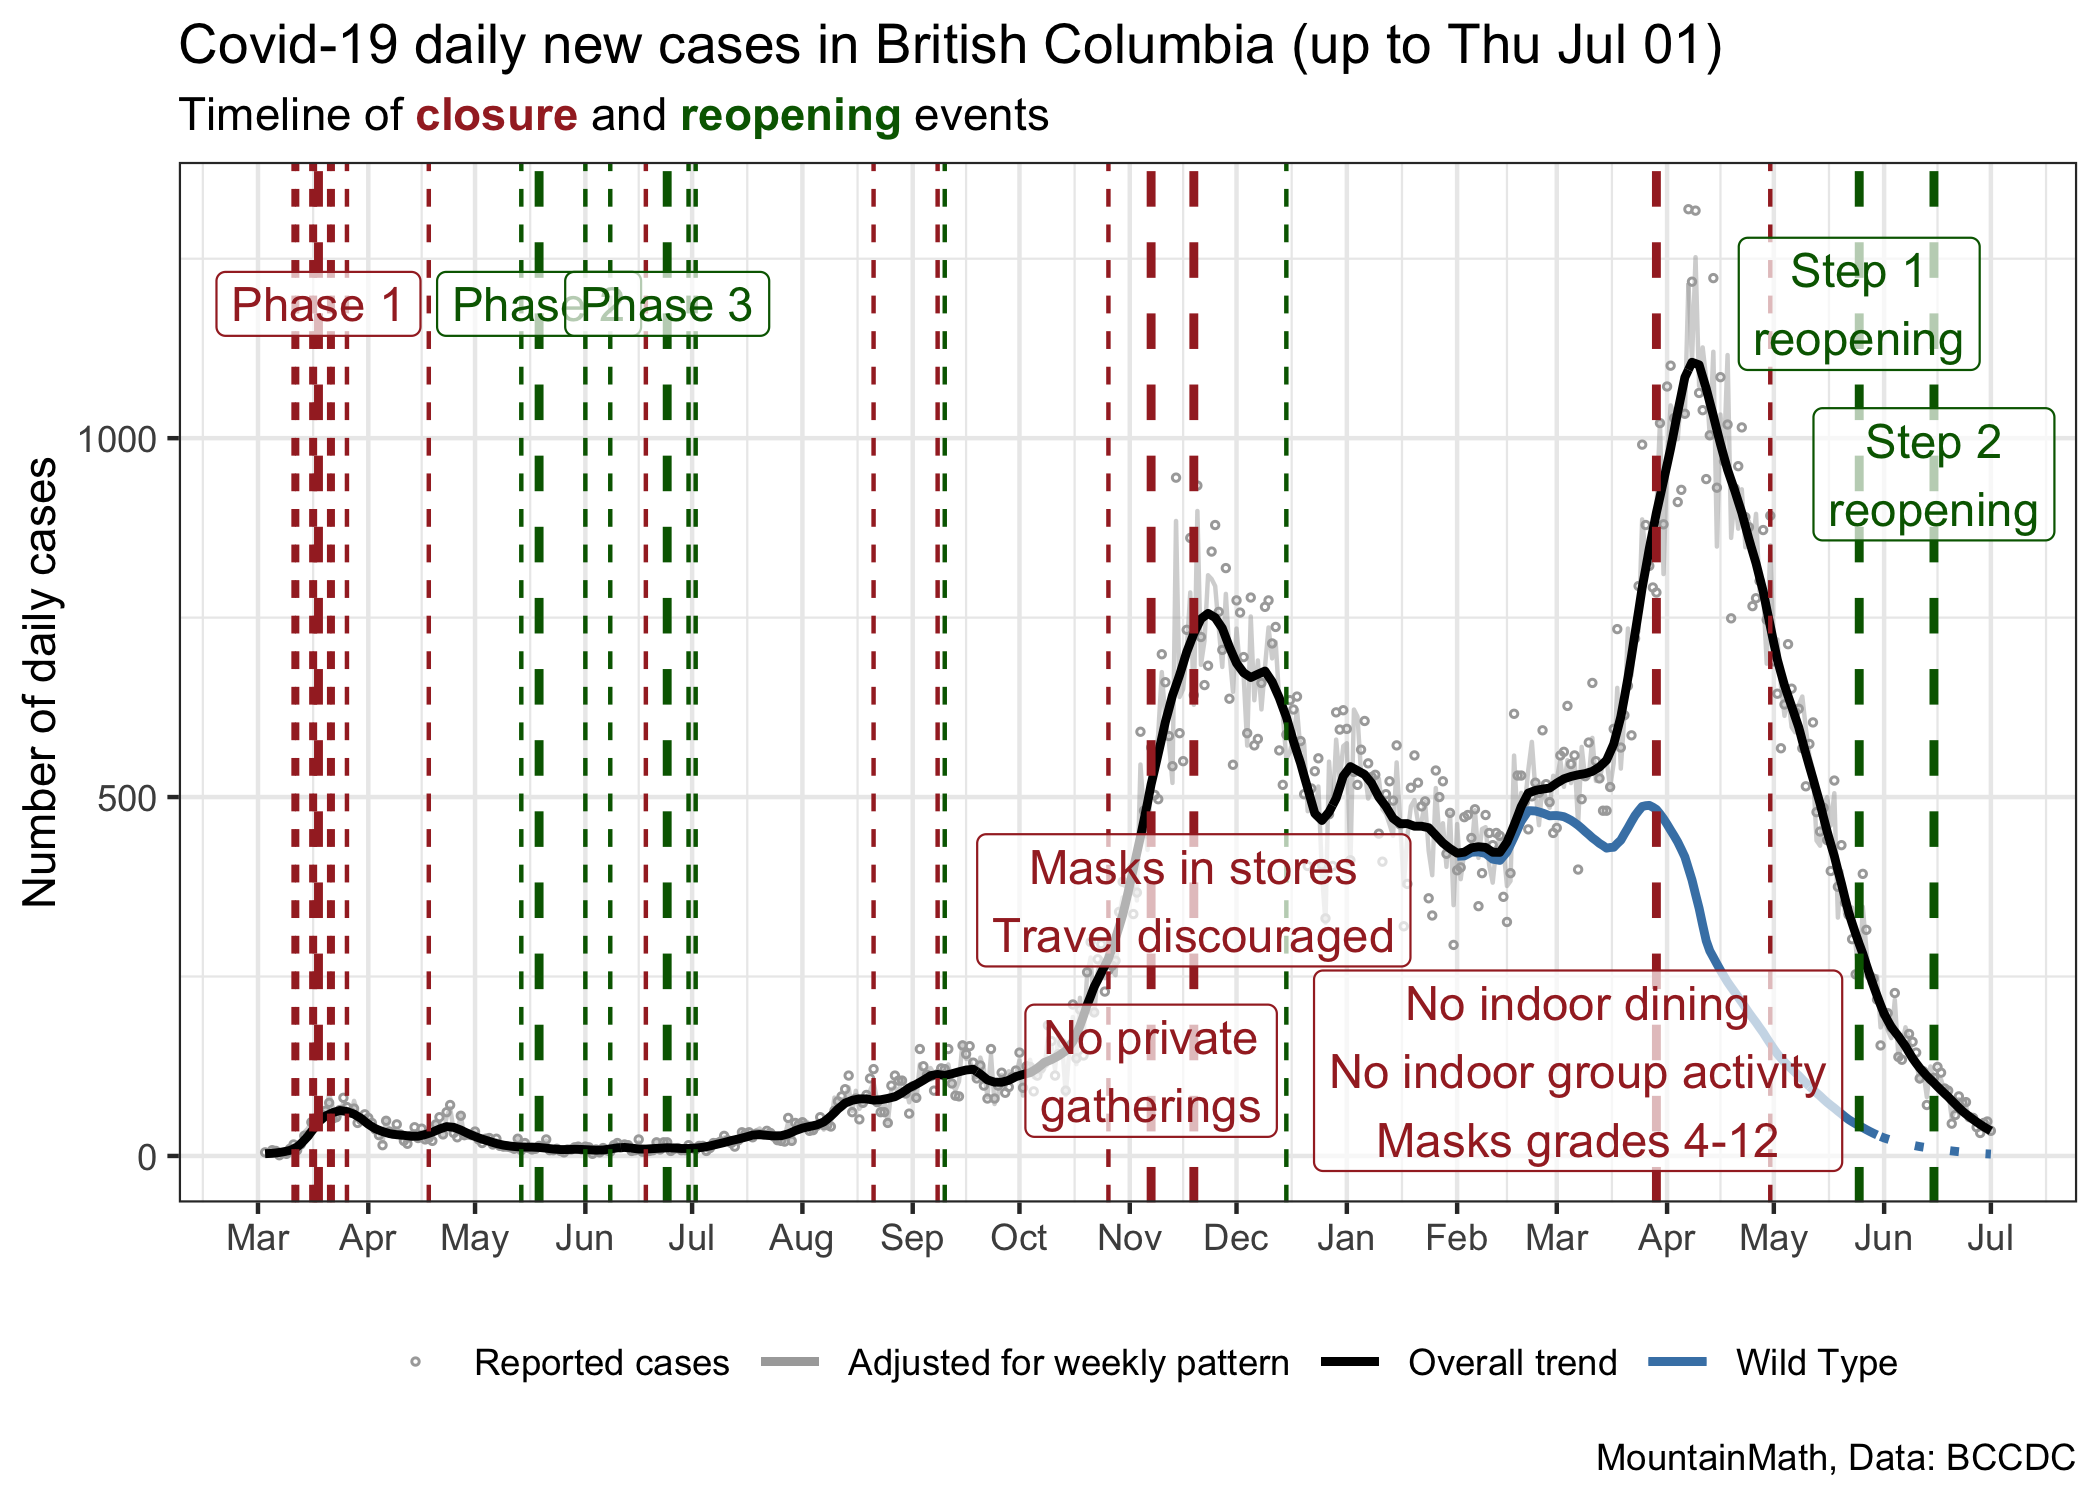 Covid-19 daily new cases in British Columbia (up to Thu Jul 01)
Timeline of closure and reopening events
Number of daily cases
1000
500
0
Phase 1
Phase 2
Phase 3
Step 1
reopening
Step 2
reopening
Masks in stores
Travel discouraged
No private
gatherings
No indoor dining
No indoor group activity
Masks grades 4-12
Mar Apr May Jun Jul Aug Sep Oct Nov Dec Jan Feb Mar Apr May Jun Jul
Reported cases Adjusted for weekly pattern Overall trend Wild Type
MountainMath, Data: BCCDC